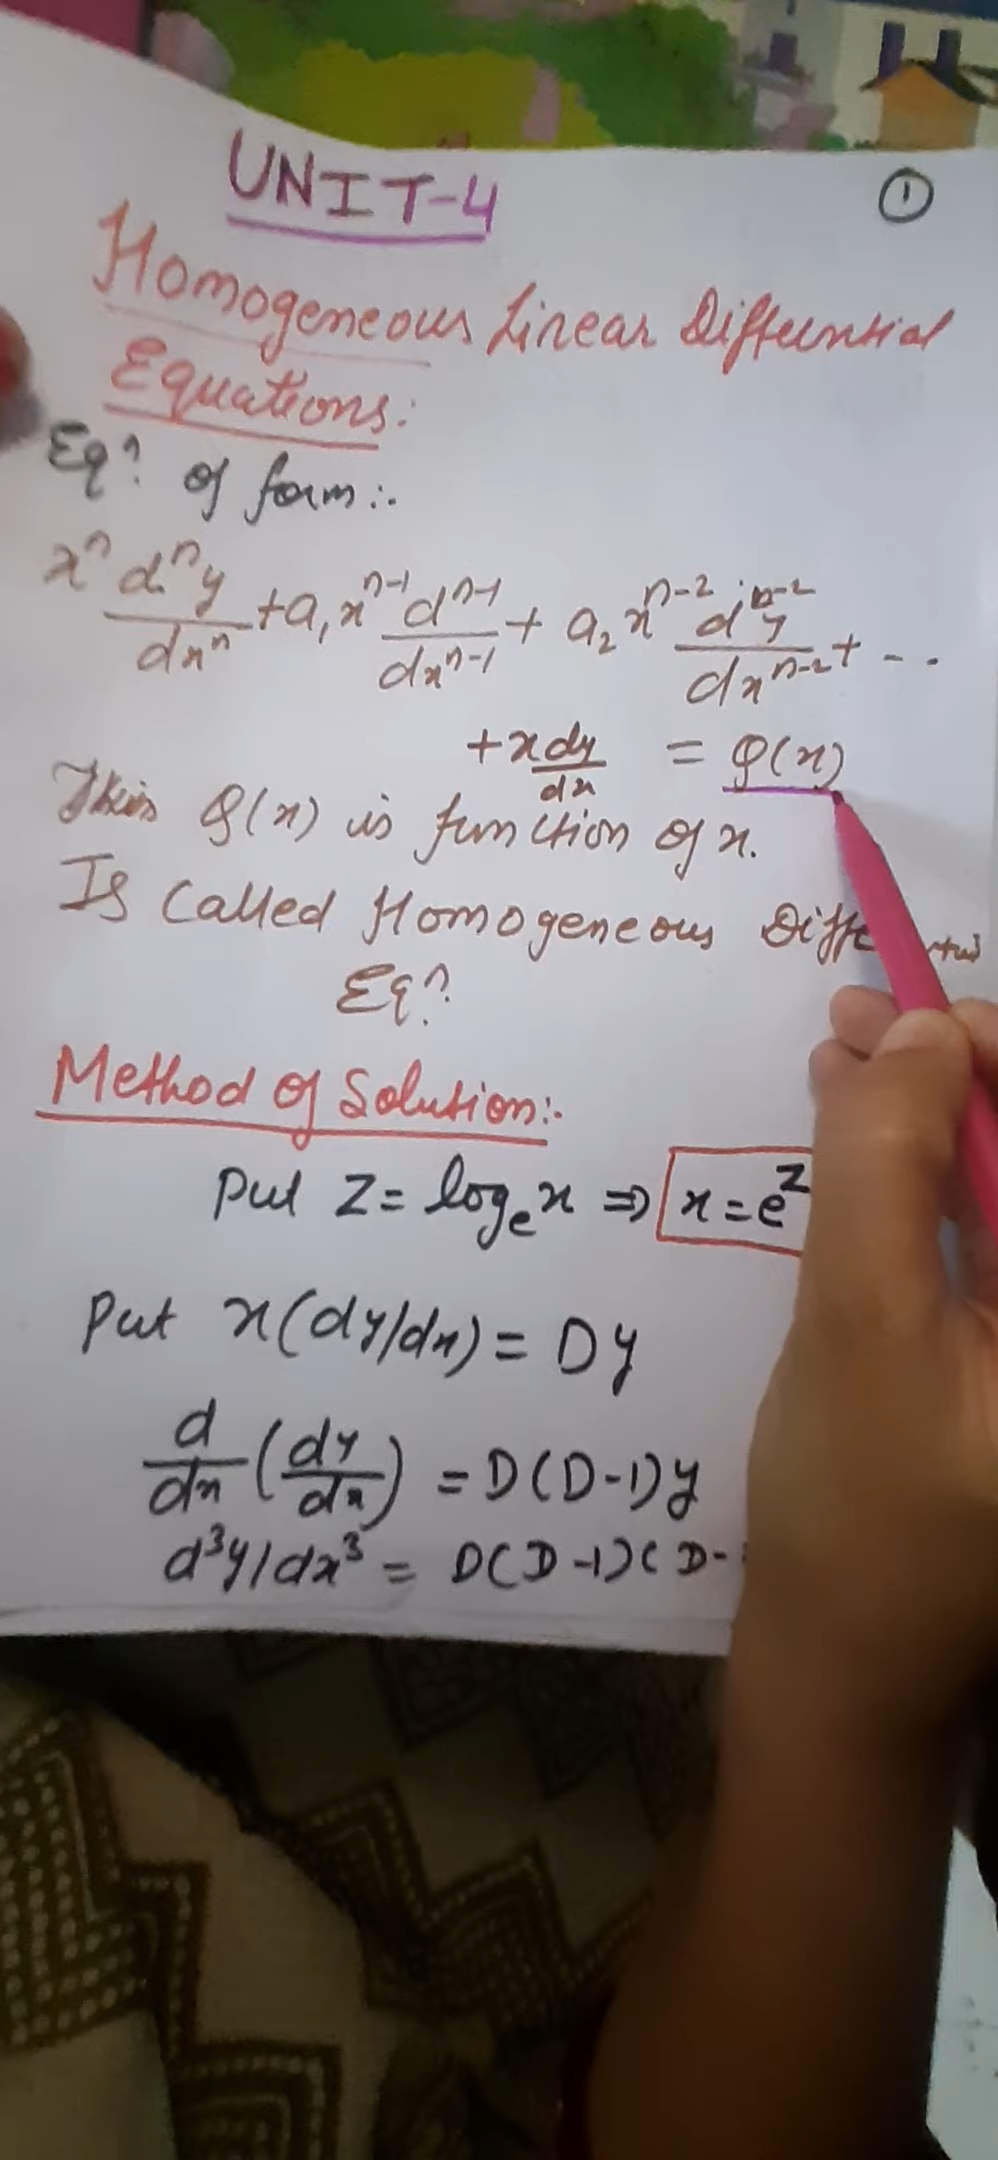 UNIT-4
①
Homogeneous Linear Differential
Equations:
Eqn of form:-
xⁿ dⁿy/dxⁿ + a₁xⁿ⁻¹ dⁿ⁻¹/dxⁿ⁻¹ + a₂xⁿ⁻² dⁿ⁻²y/dxⁿ⁻² + - - .
+ x dy/dx = Q(x)
This Q(x) is function of x.
Is Called Homogeneous
Eqn
Method of Solution:-
Put Z = logₑx ⇒ x = e^Z
Put x(dy/dx) = Dy
d/dx (dy/dx) = D(D-1)y
d³y/dx³ = D(D-1)(D-